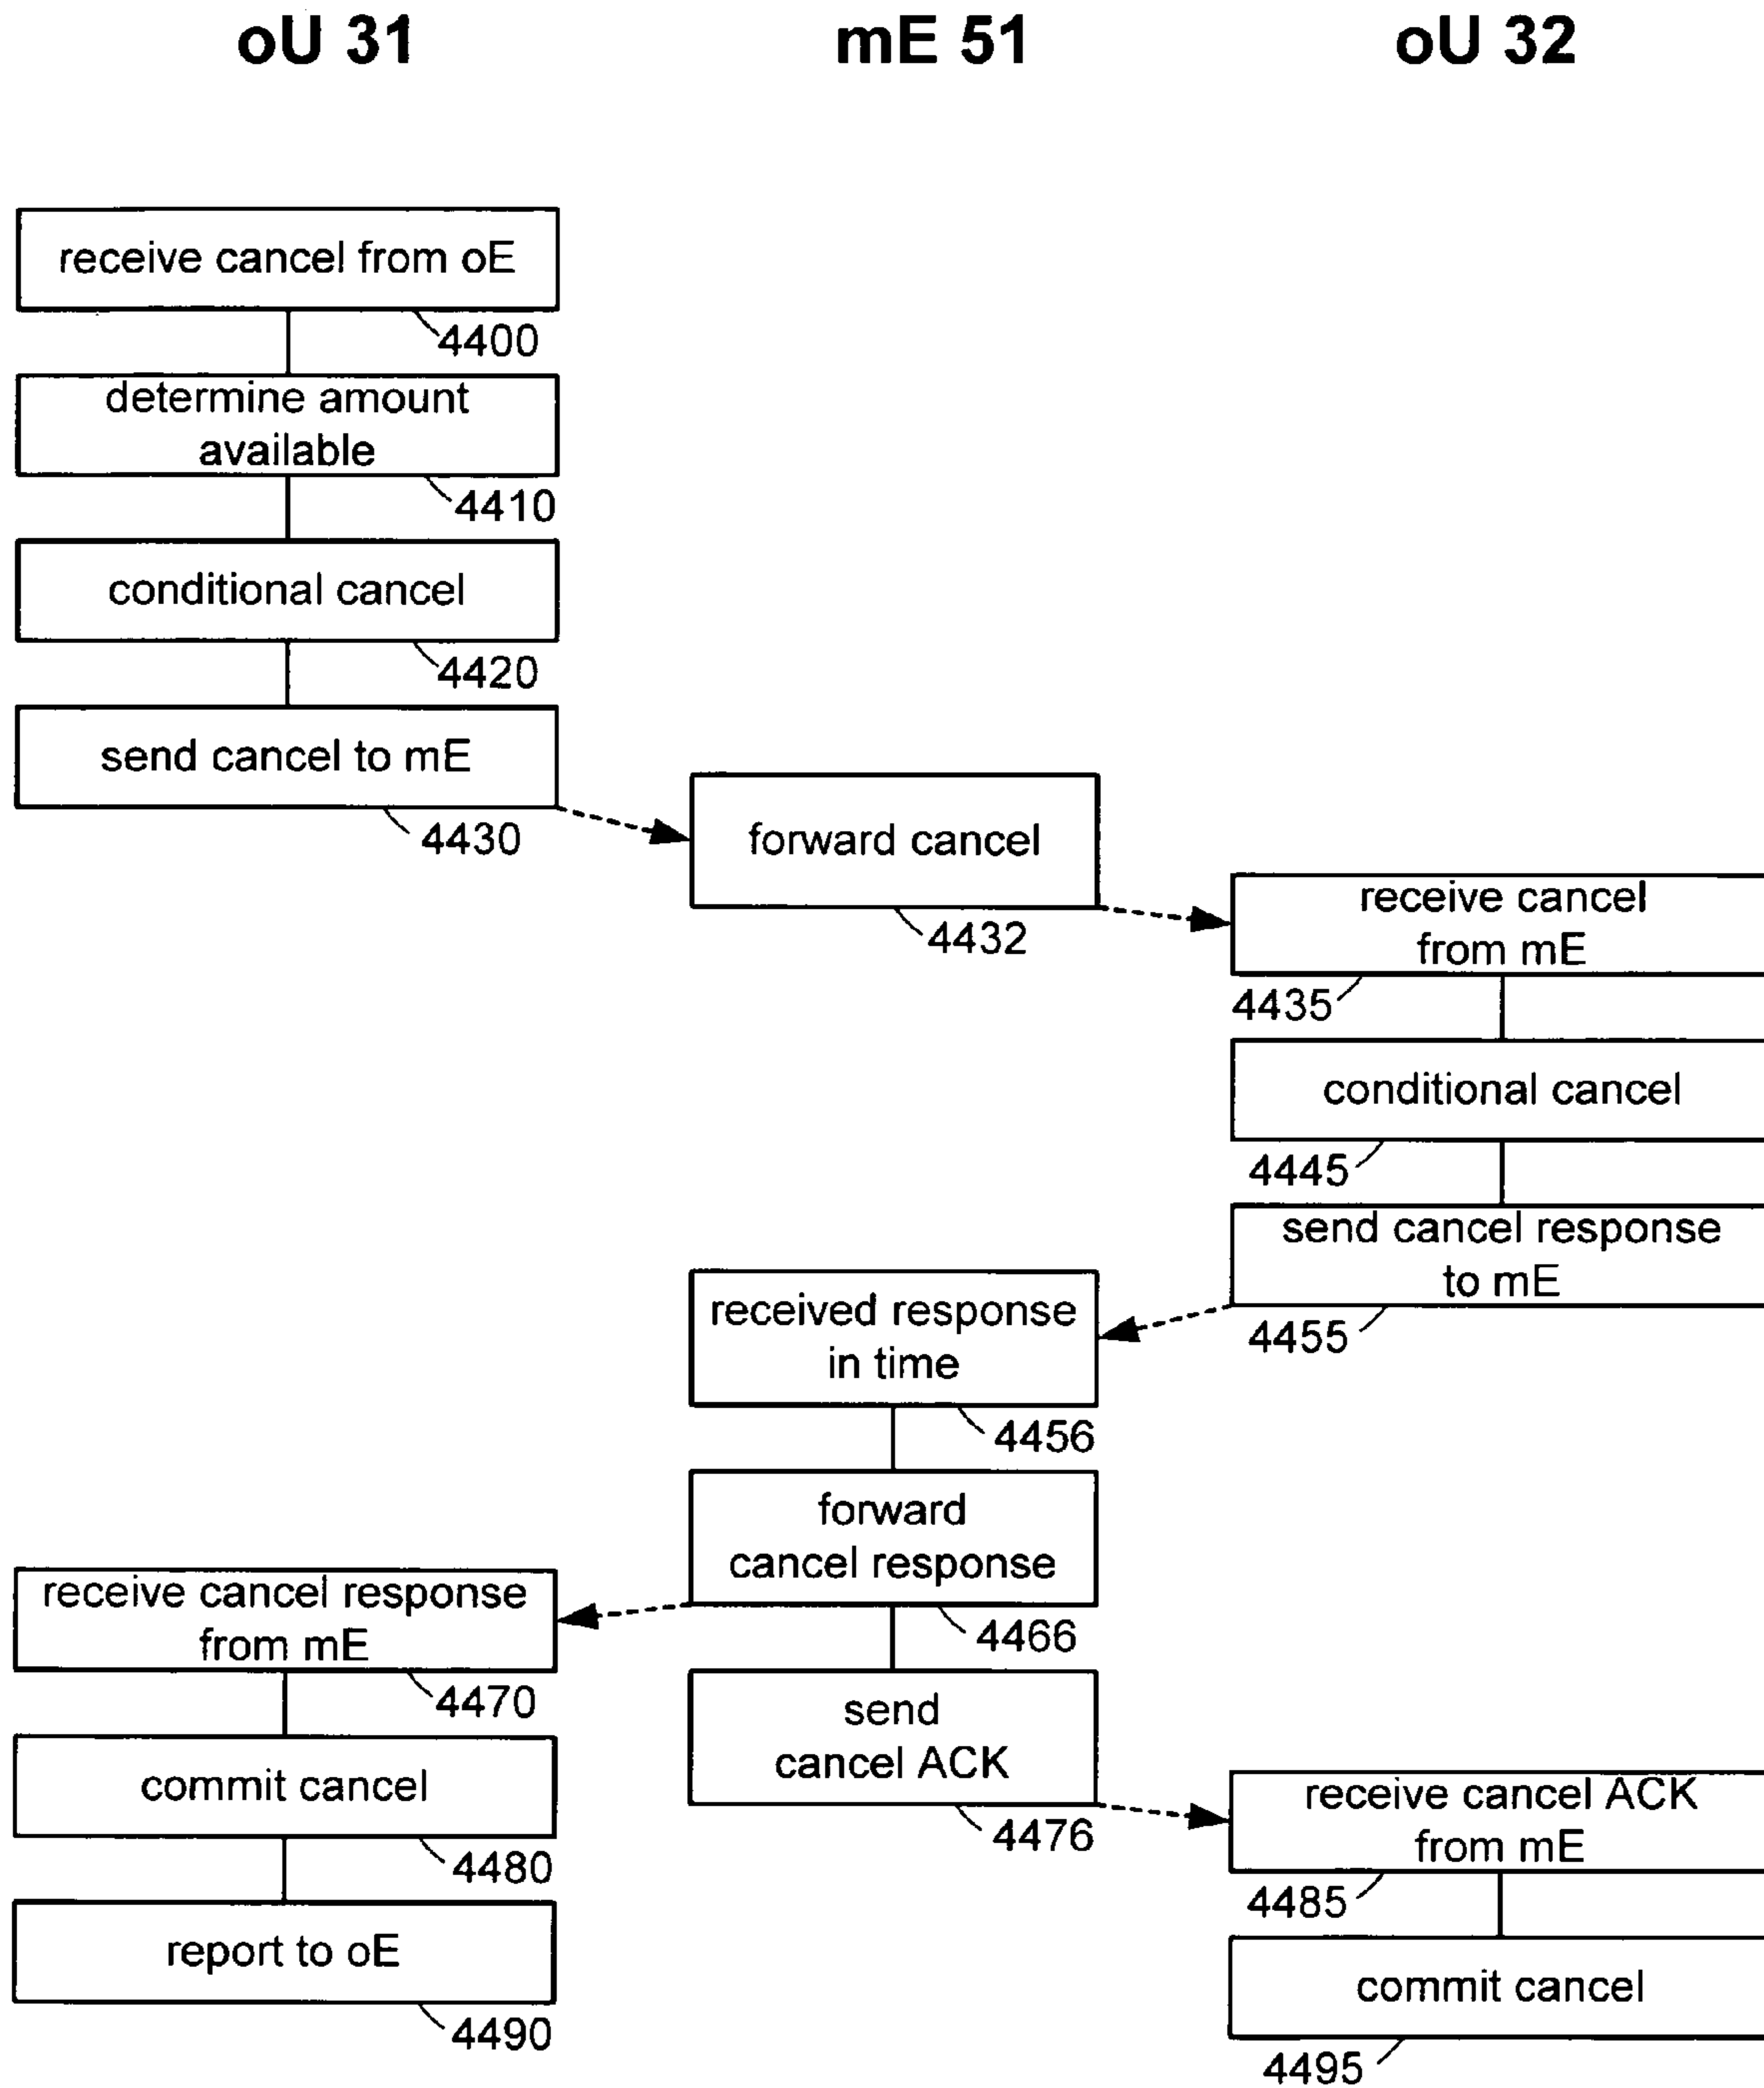 oU 31
mE 51
oU 32
receive cancel from oE
4400
determine amount
available
4410
conditional cancel
4420
send cancel to mE
4430
forward cancel
4432
receive cancel
from mE
4435
conditional cancel
4445
send cancel response
to mE
4455
received response
in time
4456
forward
cancel response
4466
receive cancel response
from mE
4470
send
cancel ACK
4476
commit cancel
4480
receive cancel ACK
from mE
4485
report to oE
4490
commit cancel
4495